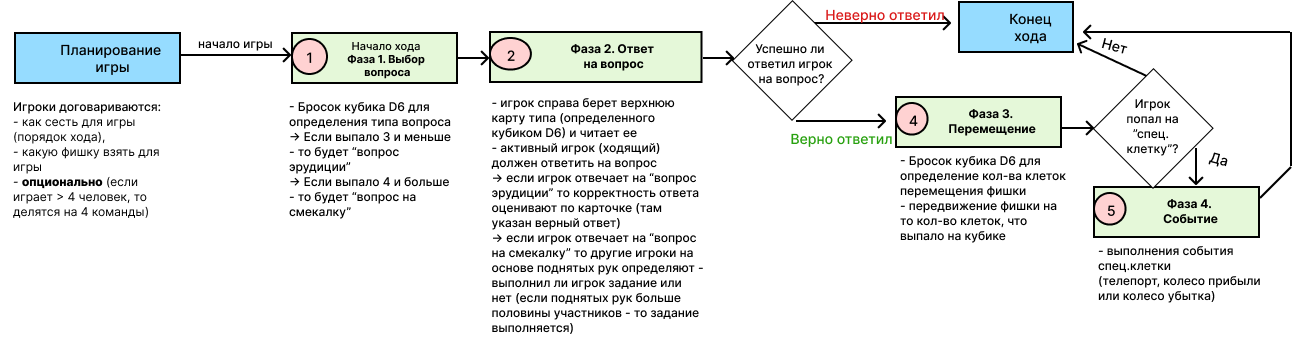 Планирование
игры
Игроки договариваются:
- как сесть для игры
(порядок хода),
- какую фишку взять для
игры
- опционально (если
играет > 4 человек, то
делятся на 4 команды)
начало игры
1
Начало хода
Фаза 1. Выбор
вопроса
- Бросок кубика D6 для
определения типа вопроса
→ Если выпало 3 и меньше
- то будет “вопрос
эрудиции”
→ Если выпало 4 и больше
- то будет “вопрос на
смекалку”
2
Фаза 2. Ответ
на вопрос
- игрок справа берет верхнюю
карту типа (определенного
кубиком D6) и читает ее
- активный игрок (ходящий)
должен ответить на вопрос
→ если игрок отвечает на “вопрос
эрудиции” то корректность ответа
оценивают по карточке (там
указан верный ответ)
→ если игрок отвечает на “вопрос
на смекалку” то другие игроки на
основе поднятых рук определяют -
выполнил ли игрок задание или
нет (если поднятых рук больше
половины участников - то задание
выполняется)
Успешно ли
ответил игрок
на вопрос?
Неверно ответил
Конец
хода
Верно ответил
4
Фаза 3.
Перемещение
- Бросок кубика D6 для
определение кол-ва клеток
перемещения фишки
- передвижение фишки на
то кол-во клеток, что
выпало на кубике
Игрок
попал на
“спец.
клетку”?
Нет
Да
5
Фаза 4.
Событие
- выполнения события
спец.клетки
(телепорт, колесо прибыли
или колесо убытка)